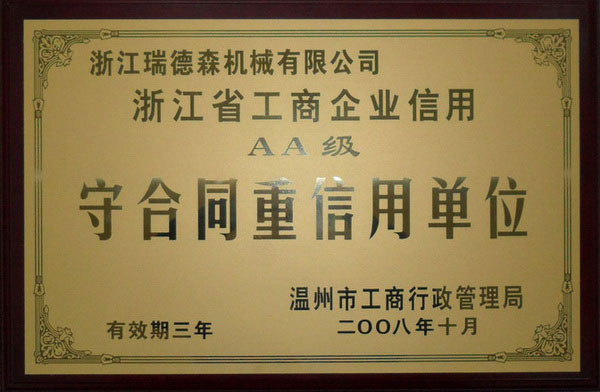 浙江瑞德森机械有限公司
浙江省工商企业信用
AA级
守合同重信用单位
温州市工商行政管理局
有效期三年
二〇〇八年十月